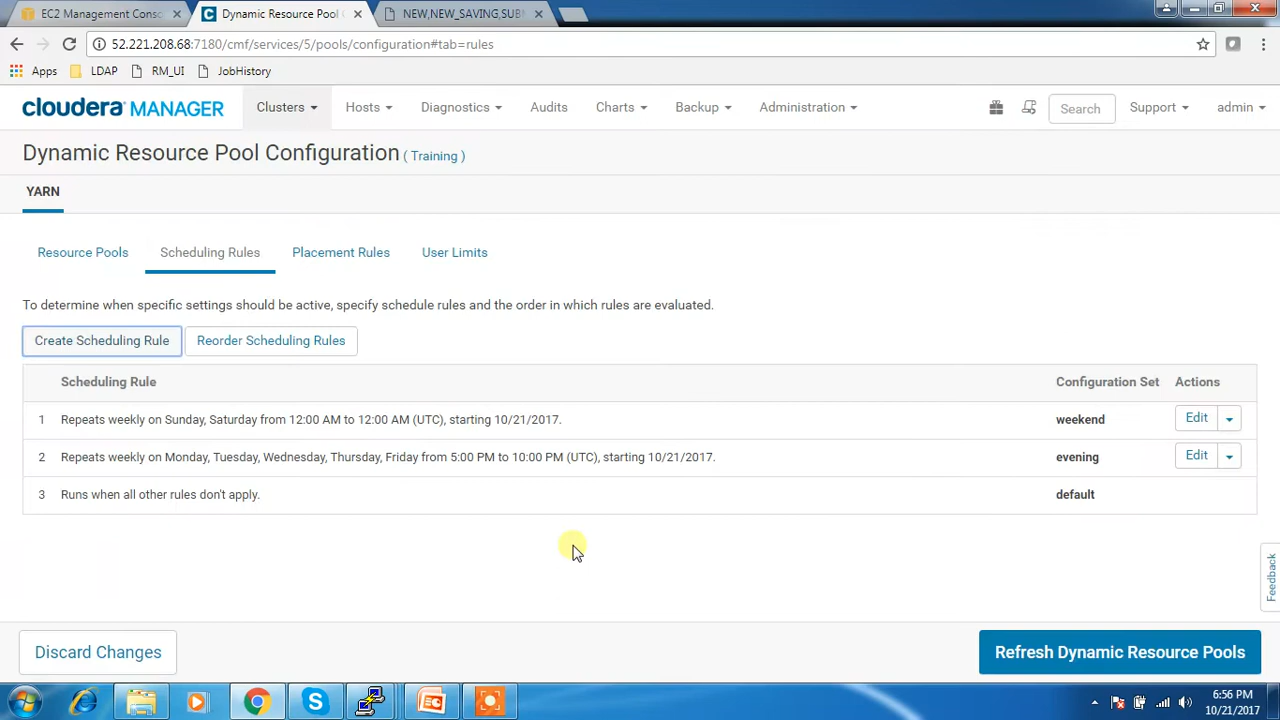 EC2 Management Consc
Dynamic Resource Pool C
NEW,NEW_SAVING,SUBM
52.221.208.68:7180/cmf/services/5/pools/configuration#tab=rules
Apps LDAP RM_UI JobHistory
cloudera MANAGER Clusters Hosts Diagnostics Audits Charts Backup Administration Search Support admin
Dynamic Resource Pool Configuration ( Training )
YARN
Resource Pools Scheduling Rules Placement Rules User Limits
To determine when specific settings should be active, specify schedule rules and the order in which rules are evaluated.
Create Scheduling Rule Reorder Scheduling Rules
Scheduling Rule Configuration Set Actions
1 Repeats weekly on Sunday, Saturday from 12:00 AM to 12:00 AM (UTC), starting 10/21/2017. weekend Edit
2 Repeats weekly on Monday, Tuesday, Wednesday, Thursday, Friday from 5:00 PM to 10:00 PM (UTC), starting 10/21/2017. evening Edit
3 Runs when all other rules don't apply. default
Feedback
Discard Changes Refresh Dynamic Resource Pools
6:56 PM
10/21/2017